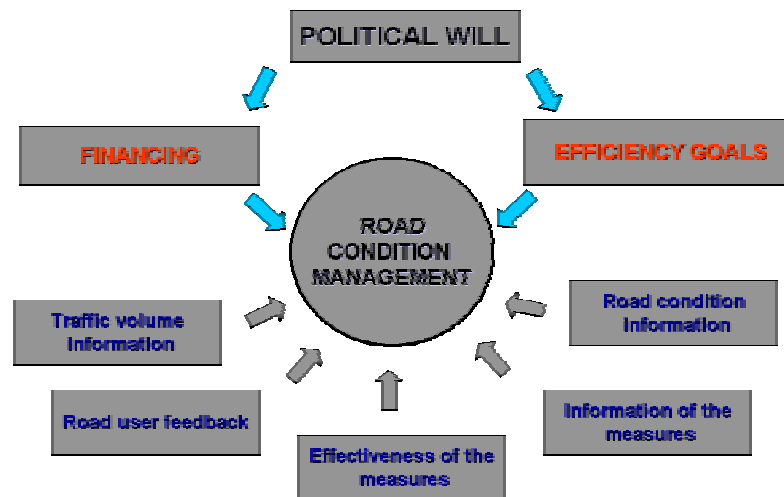 POLITICAL WILL
FINANCING
EFFICIENCY GOALS
ROAD
CONDITION
MANAGEMENT
Traffic volume
information
Road condition
information
Road user feedback
Information of the
measures
Effectiveness of the
measures